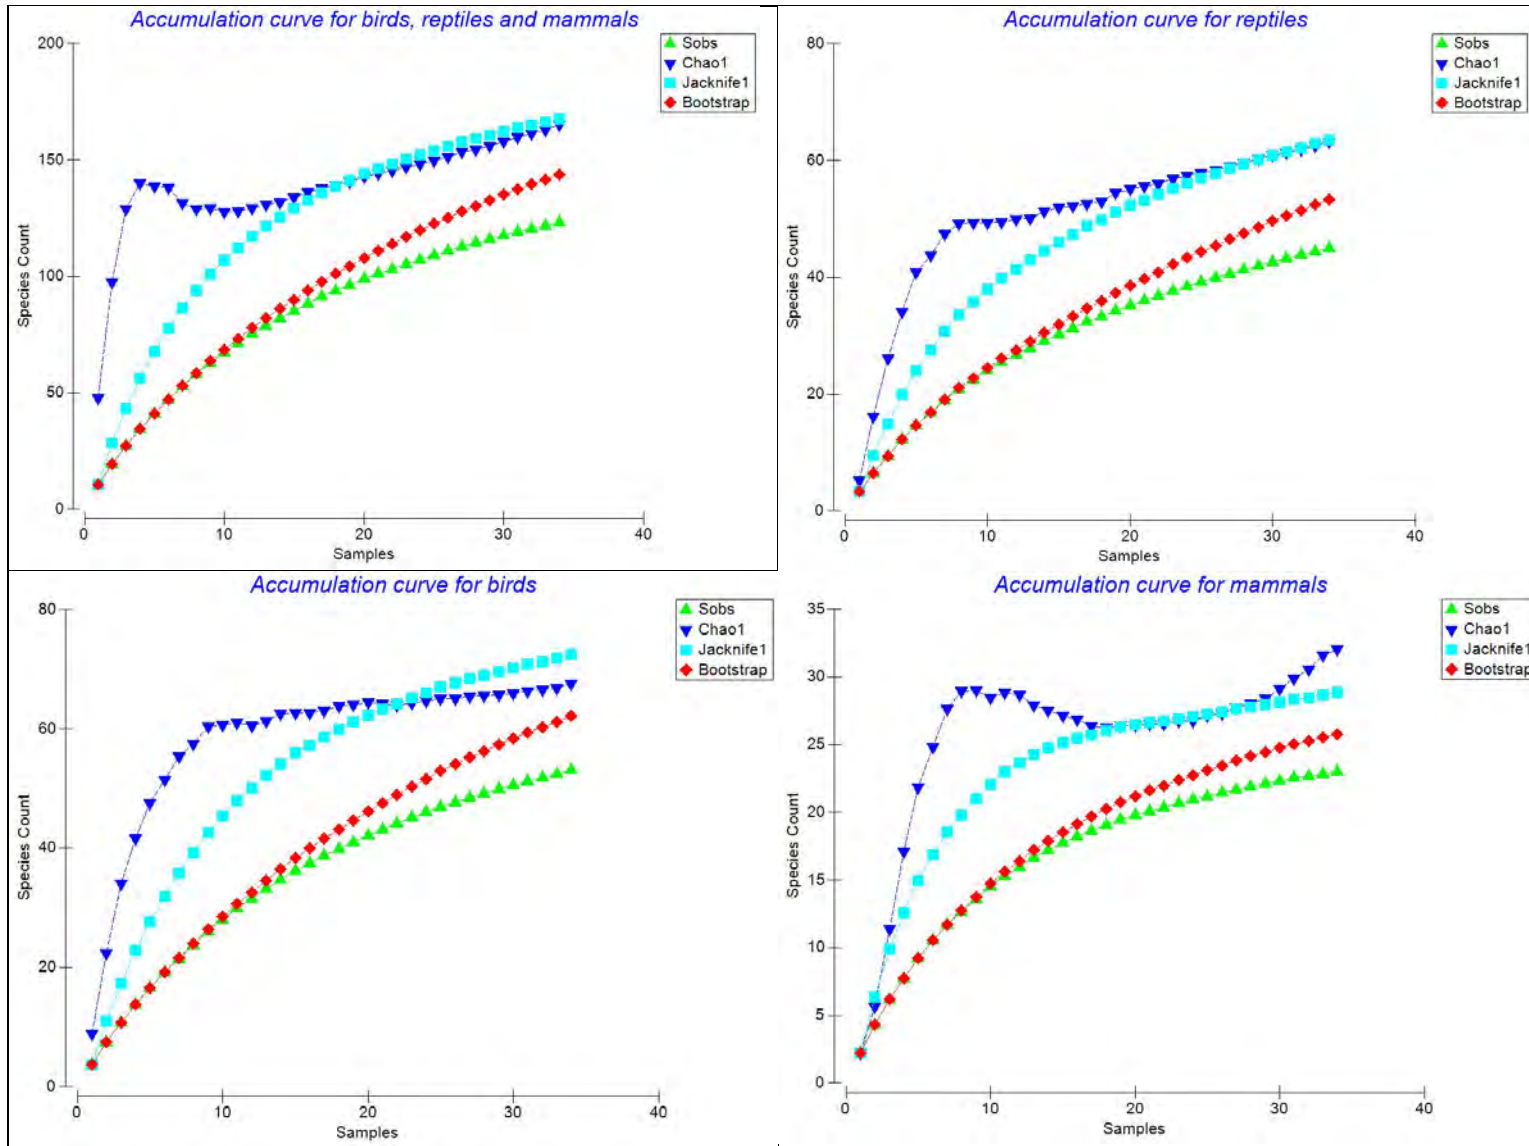 Accumulation curve for birds, reptiles and mammals
200
150
100
50
0
Species Count
0 10 20 30 40
Samples
Sobs
Chao1
Jacknife1
Bootstrap
Accumulation curve for reptiles
80
60
40
20
0
Species Count
0 10 20 30 40
Samples
Sobs
Chao1
Jacknife1
Bootstrap
Accumulation curve for birds
80
60
40
20
0
Species Count
0 10 20 30 40
Samples
Sobs
Chao1
Jacknife1
Bootstrap
Accumulation curve for mammals
35
30
25
20
15
10
5
0
Species Count
0 10 20 30 40
Samples
Sobs
Chao1
Jacknife1
Bootstrap